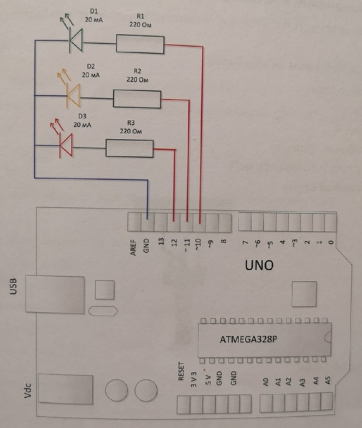 D1
20 мА
R1
220 Ом
D2
20 мА
R2
220 Ом
D3
20 мА
R3
220 Ом
AREF
GND
13
12
~11
~10
~9
8
7
~6
~5
4
~3
2
1
0
USB
UNO
ATMEGA328P
Vdc
RESET
3 V 3
5 V
GND
GND
A0
A1
A2
A3
A4
A5